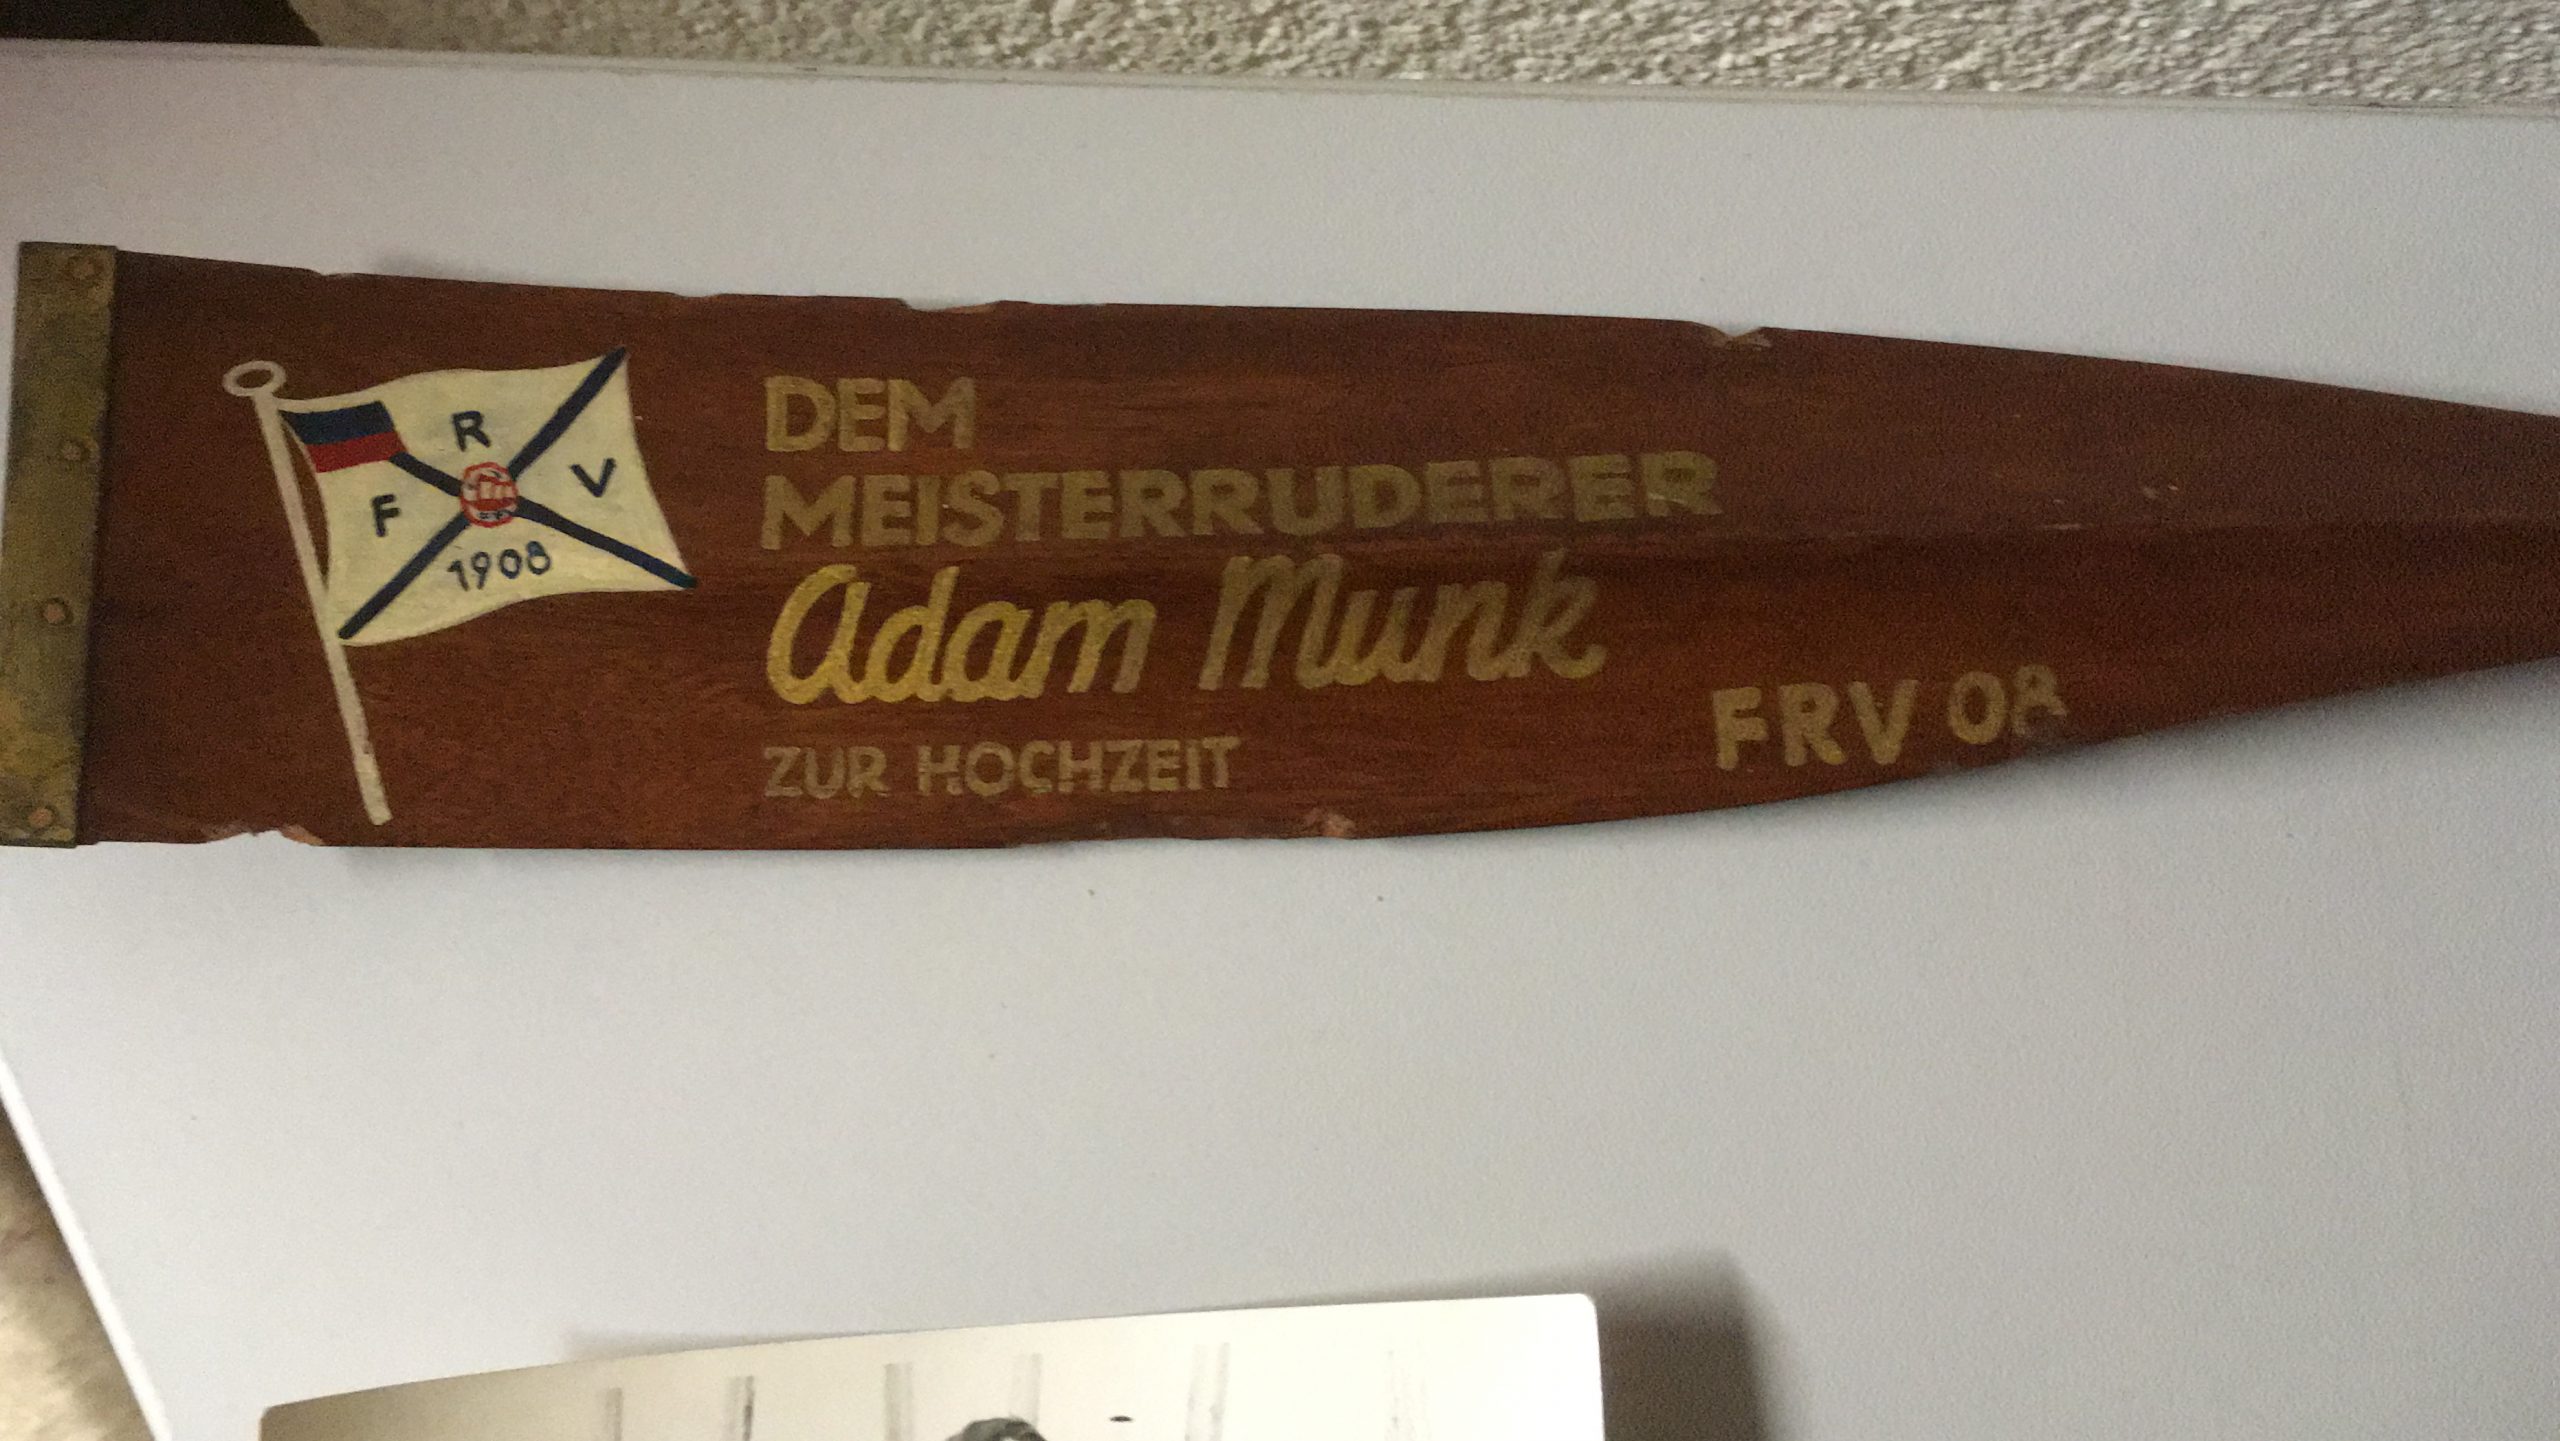 R
F V
1908
DEM
MEISTERRUDERER
Adam Munk
ZUR HOCHZEIT
FRV 08